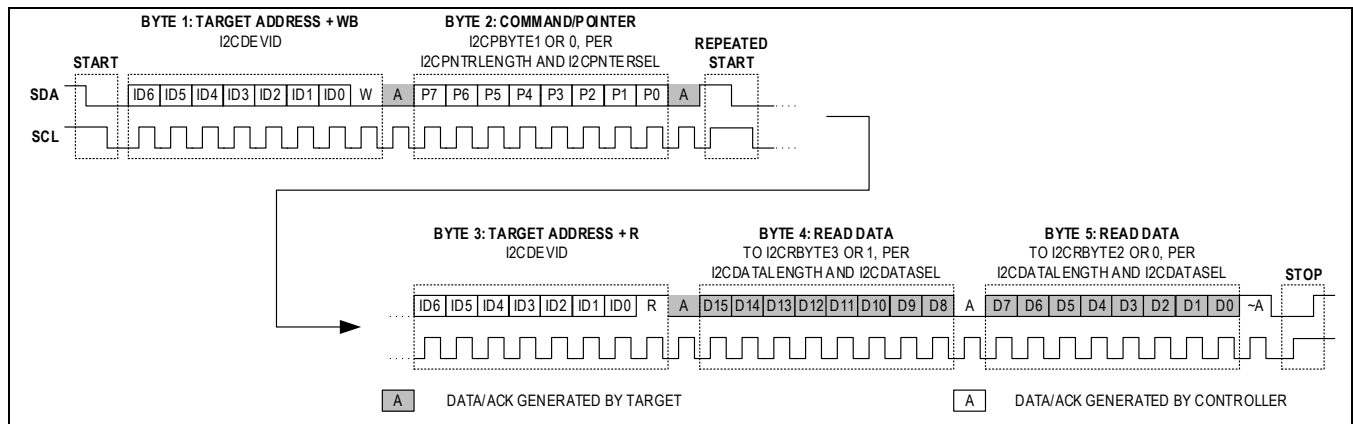 BYTE 1: TARGET ADDRESS + WB
I2CDEVID
BYTE 2: COMMAND/POINTER
I2CPBYTE1 OR 0, PER
I2CPNTRLENGTH AND I2CPNTERSEL
START
REPEATED
START
SDA
ID6 ID5 ID4 ID3 ID2 ID1 ID0 W A P7 P6 P5 P4 P3 P2 P1 P0 A
SCL
BYTE 3: TARGET ADDRESS + R
I2CDEVID
BYTE 4: READ DATA
TO I2CRBYTE3 OR 1, PER
I2CDATALENGTH AND I2CDATASEL
BYTE 5: READ DATA
TO I2CRBYTE2 OR 0, PER
I2CDATALENGTH AND I2CDATASEL
STOP
ID6 ID5 ID4 ID3 ID2 ID1 ID0 R A D15 D14 D13 D12 D11 D10 D9 D8 A D7 D6 D5 D4 D3 D2 D1 D0 ~A
A DATA/ACK GENERATED BY TARGET
A DATA/ACK GENERATED BY CONTROLLER